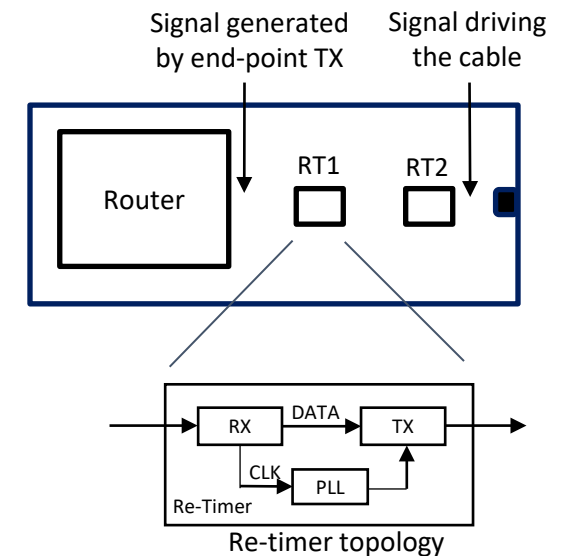 Signal generated
by end-point TX
Signal driving
the cable
Router
RT1
RT2
RX
DATA
TX
CLK
PLL
Re-Timer
Re-timer topology